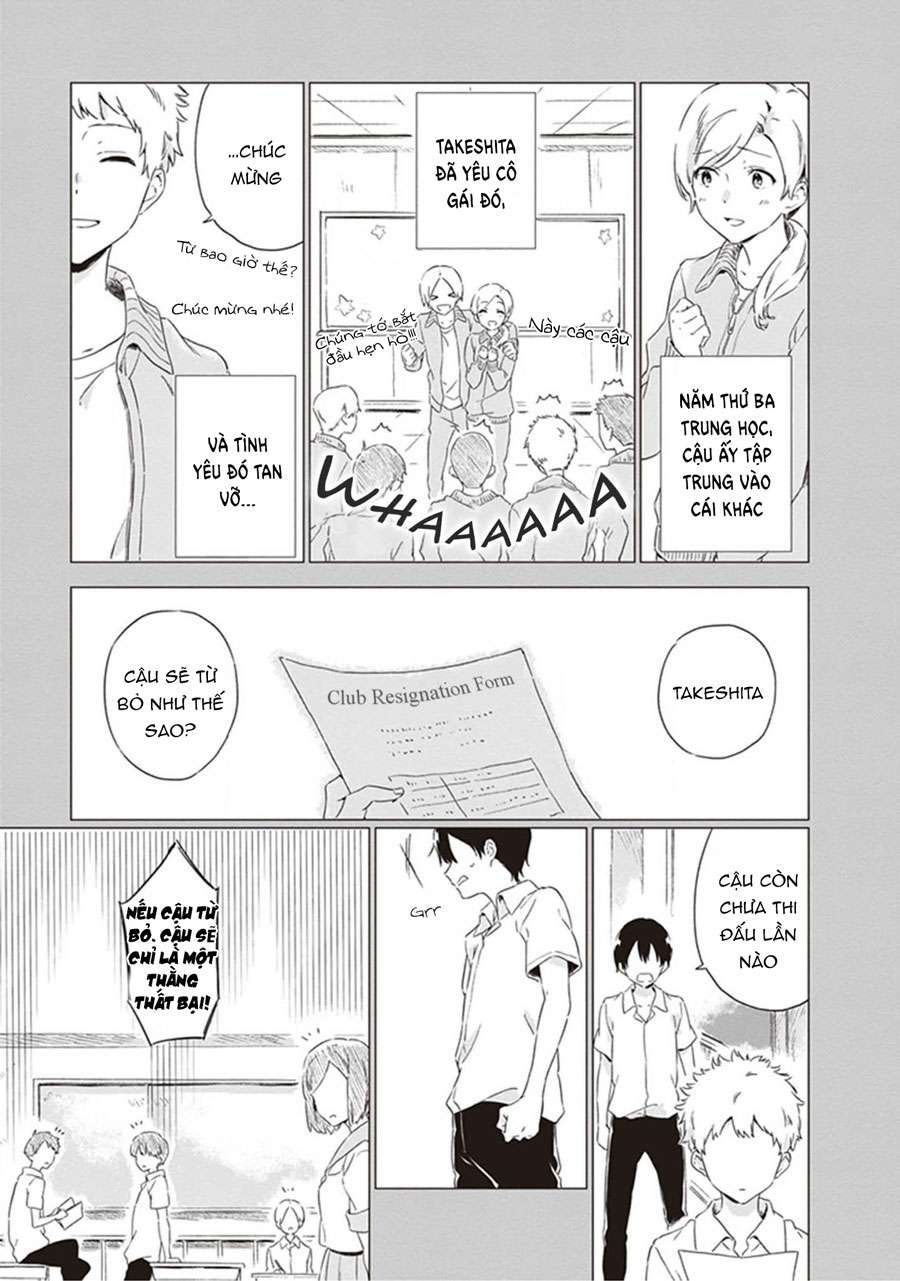 NĂM THỨ BA
TRUNG HỌC,
CẬU ẤY TẬP
TRUNG VÀO
CÁI KHÁC
TAKESHITA
ĐÃ YÊU CÔ
GÁI ĐÓ,
Này các cậu
Chúng tớ bắt
đầu hẹn hò!!!
WHAAAAAA
...CHÚC
MỪNG
Từ bao giờ thế?
Chúc mừng nhé!
VÀ TÌNH
YÊU ĐÓ TAN
VỠ...
TAKESHITA
Club Resignation Form
CẬU SẼ TỪ
BỎ NHƯ THẾ
SAO?
CẬU CÒN
CHƯA THI
ĐẤU LẦN
NÀO
Grr
NẾU CẬU TỪ
BỎ. CẬU SẼ
CHỈ LÀ MỘT
THẰNG
THẤT BẠI!